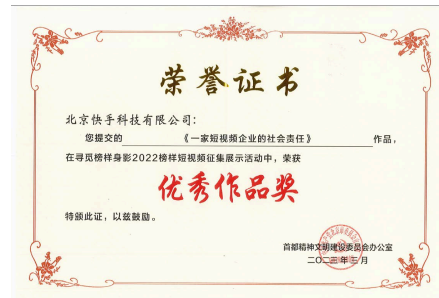 荣誉证书
北京快手科技有限公司：
您提交的《一家短视频企业的社会责任》作品，
在寻觅榜样身影2022榜样短视频征集展示活动中，荣获
优秀作品奖
特颁此证，以兹鼓励。
首都精神文明建设委员会办公室
二〇二三年三月